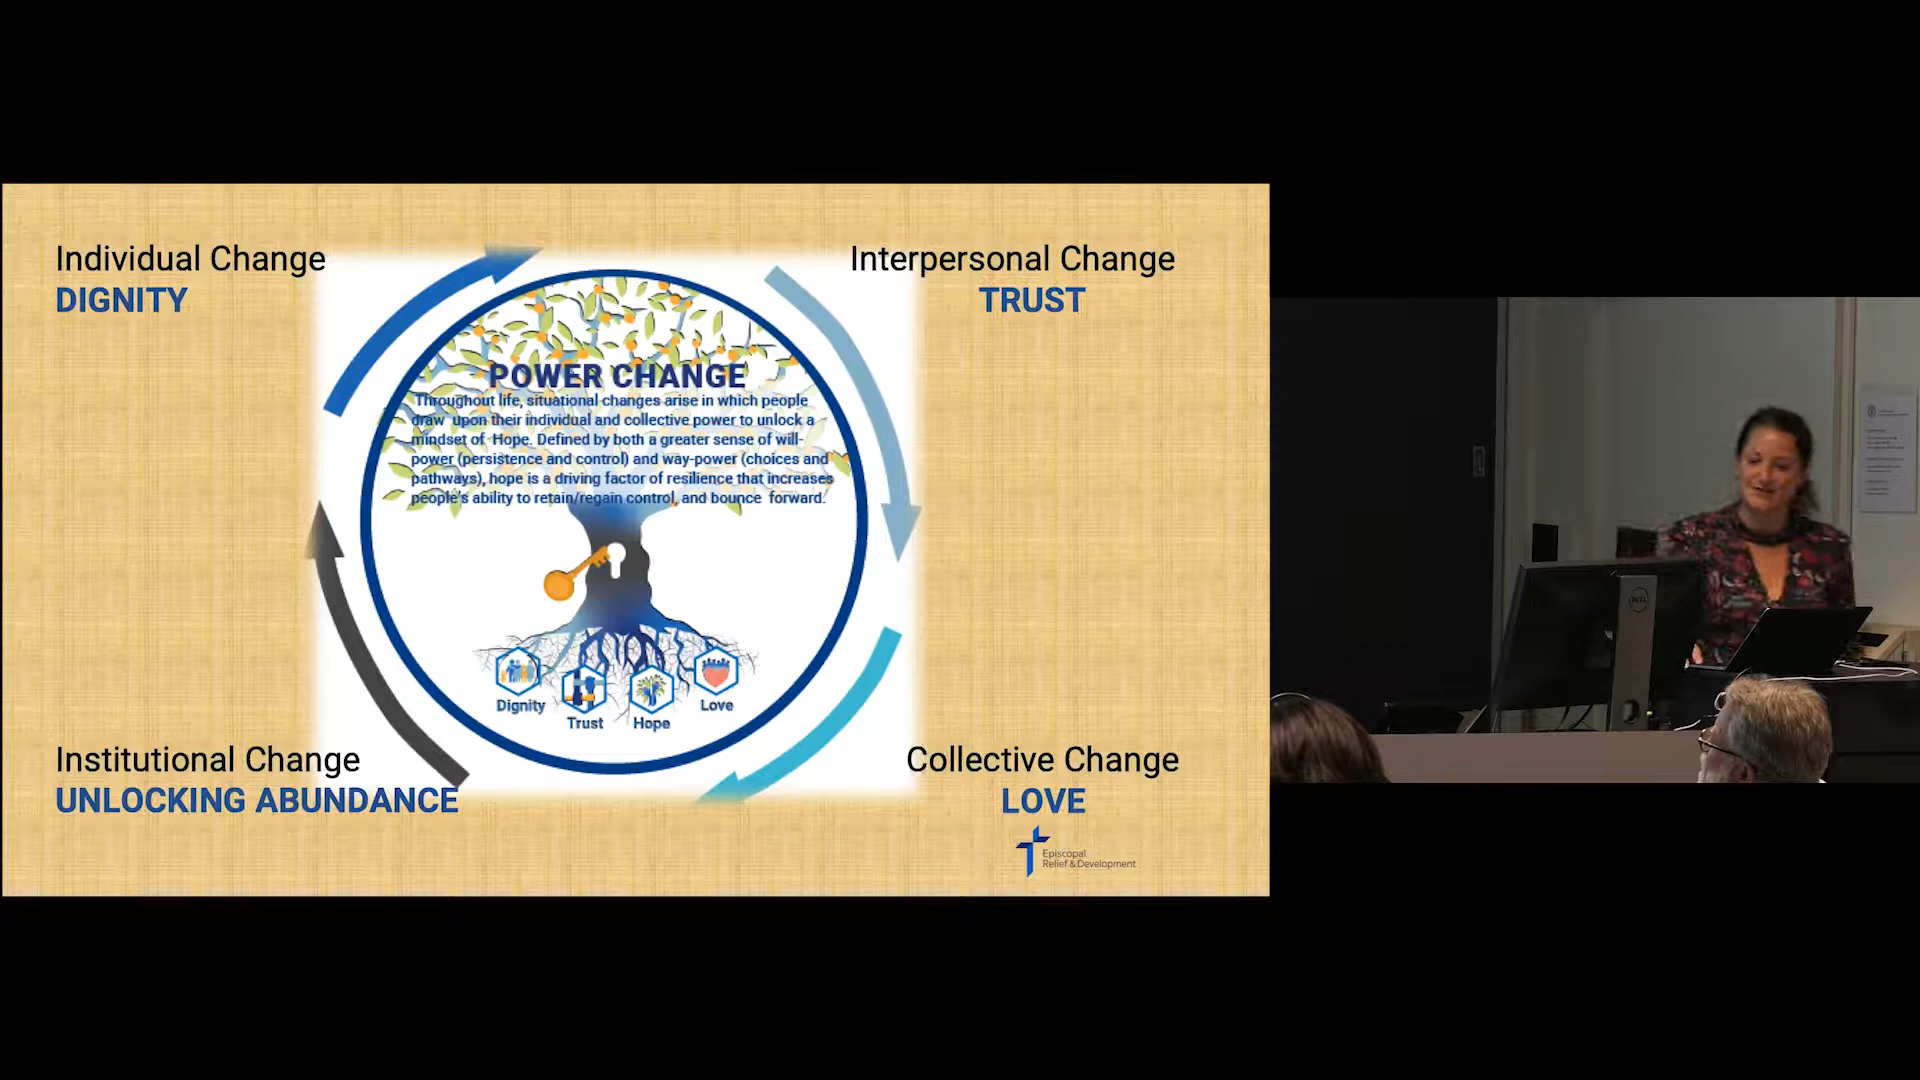 Individual Change
DIGNITY
Interpersonal Change
TRUST
POWER CHANGE
Throughout life, situational changes arise in which people
draw upon their individual and collective power to unlock a
mindset of Hope. Defined by both a greater sense of will-
power (persistence and control) and way-power (choices and
pathways), hope is a driving factor of resilience that increases
people's ability to retain/regain control, and bounce forward.
Dignity
Trust
Hope
Love
Institutional Change
UNLOCKING ABUNDANCE
Collective Change
LOVE
Episcopal
Relief & Development
DELL